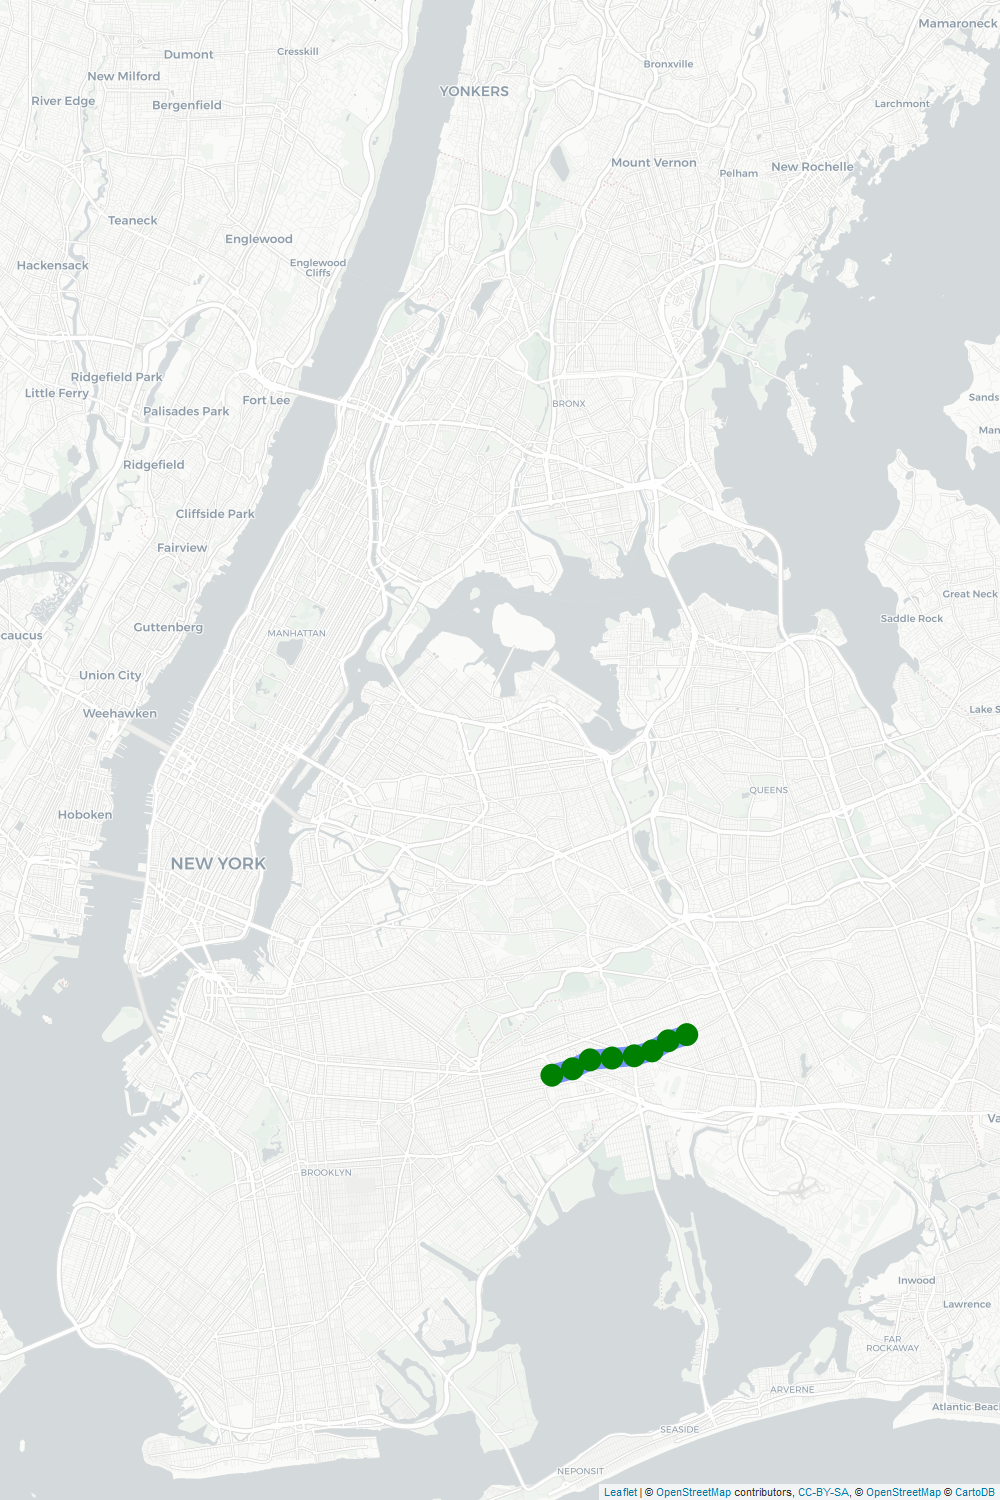 Mamaroneck
Dumont
Cresskill
Bronxville
New Milford
YONKERS
River Edge
Bergenfield
Larchmont
Mount Vernon
New Rochelle
Pelham
Teaneck
Englewood
Hackensack
Englewood
Cliffs
Ridgefield Park
Little Ferry
Fort Lee
BRONX
Sands
Palisades Park
Man
Ridgefield
Cliffside Park
Fairview
Great Neck
Saddle Rock
Guttenberg
MANHATTAN
ecaucus
Union City
Weehawken
Lake S
QUEENS
Hoboken
NEW YORK
Va
BROOKLYN
Inwood
Lawrence
FAR
ROCKAWAY
ARVERNE
Atlantic Beac
SEASIDE
NEPONSIT
Leaflet | © OpenStreetMap contributors, CC-BY-SA, © OpenStreetMap © CartoDB